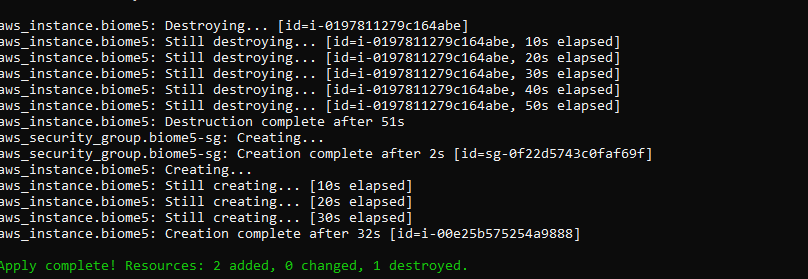 aws_instance.biome5: Destroying... [id=i-0197811279c164abe]
aws_instance.biome5: Still destroying... [id=i-0197811279c164abe, 10s elapsed]
aws_instance.biome5: Still destroying... [id=i-0197811279c164abe, 20s elapsed]
aws_instance.biome5: Still destroying... [id=i-0197811279c164abe, 30s elapsed]
aws_instance.biome5: Still destroying... [id=i-0197811279c164abe, 40s elapsed]
aws_instance.biome5: Still destroying... [id=i-0197811279c164abe, 50s elapsed]
aws_instance.biome5: Destruction complete after 51s
aws_security_group.biome5-sg: Creating...
aws_security_group.biome5-sg: Creation complete after 2s [id=sg-0f22d5743c0faf69f]
aws_instance.biome5: Creating...
aws_instance.biome5: Still creating... [10s elapsed]
aws_instance.biome5: Still creating... [20s elapsed]
aws_instance.biome5: Still creating... [30s elapsed]
aws_instance.biome5: Creation complete after 32s [id=i-00e25b575254a9888]
Apply complete! Resources: 2 added, 0 changed, 1 destroyed.